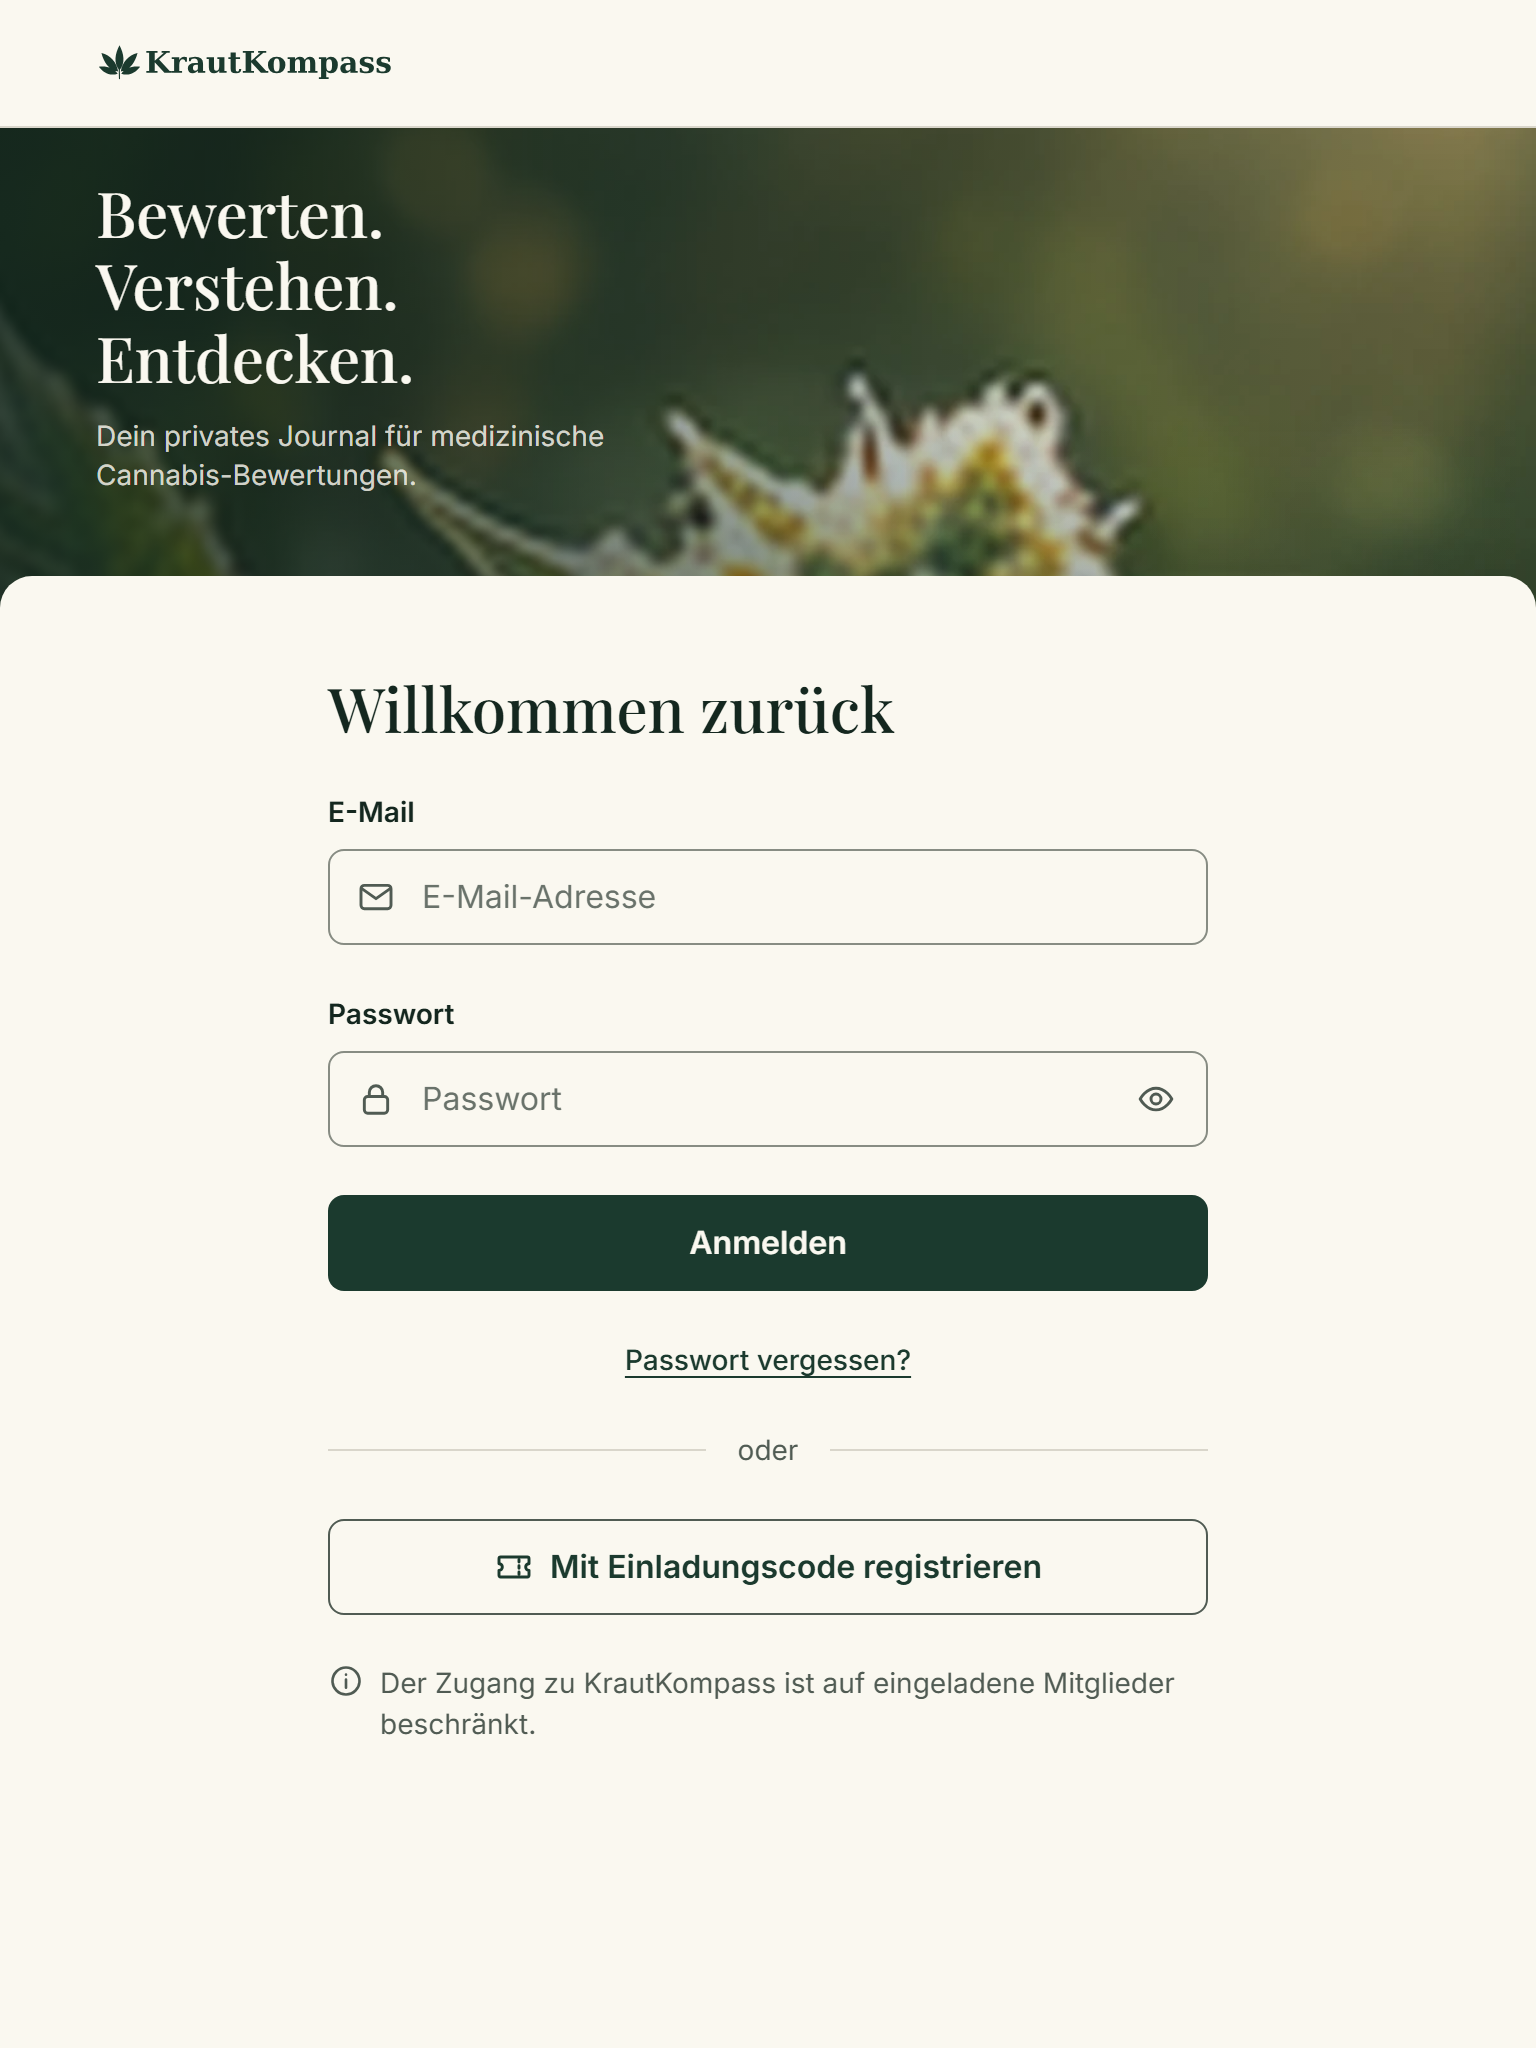 KrautKompass
Bewerten.
Verstehen.
Entdecken.
Dein privates Journal für medizinische
Cannabis-Bewertungen.
Willkommen zurück
E-Mail
E-Mail-Adresse
Passwort
Passwort
Anmelden
Passwort vergessen?
oder
Mit Einladungscode registrieren
Der Zugang zu KrautKompass ist auf eingeladene Mitglieder
beschränkt.